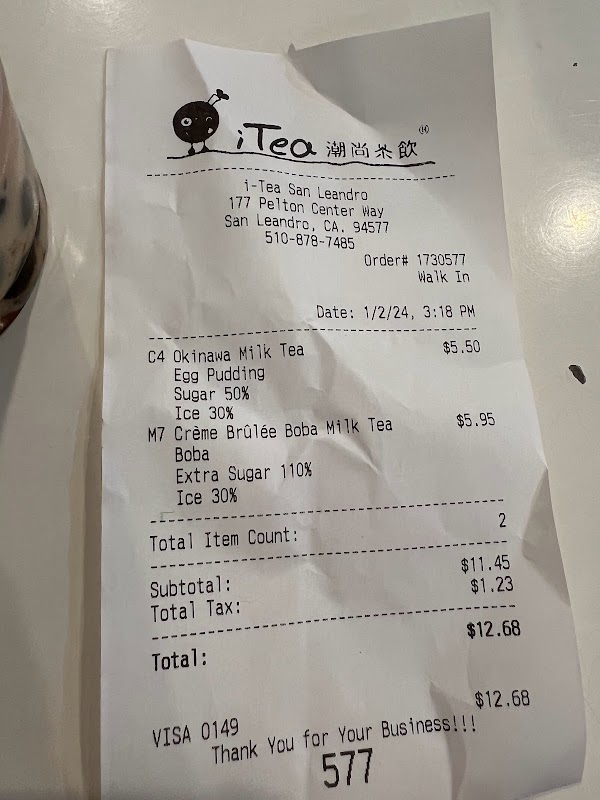 iTea 潮尚茶飲 ®
i-Tea San Leandro
177 Pelton Center Way
San Leandro, CA. 94577
510-878-7485
Order# 1730577
Walk In
Date: 1/2/24, 3:18 PM
C4 Okinawa Milk Tea $5.50
Egg Pudding
Sugar 50%
Ice 30%
M7 Crème Brûlée Boba Milk Tea $5.95
Boba
Extra Sugar 110%
Ice 30%
Total Item Count: 2
Subtotal: $11.45
Total Tax: $1.23
Total: $12.68
VISA 0149 $12.68
Thank You for Your Business!!!
577